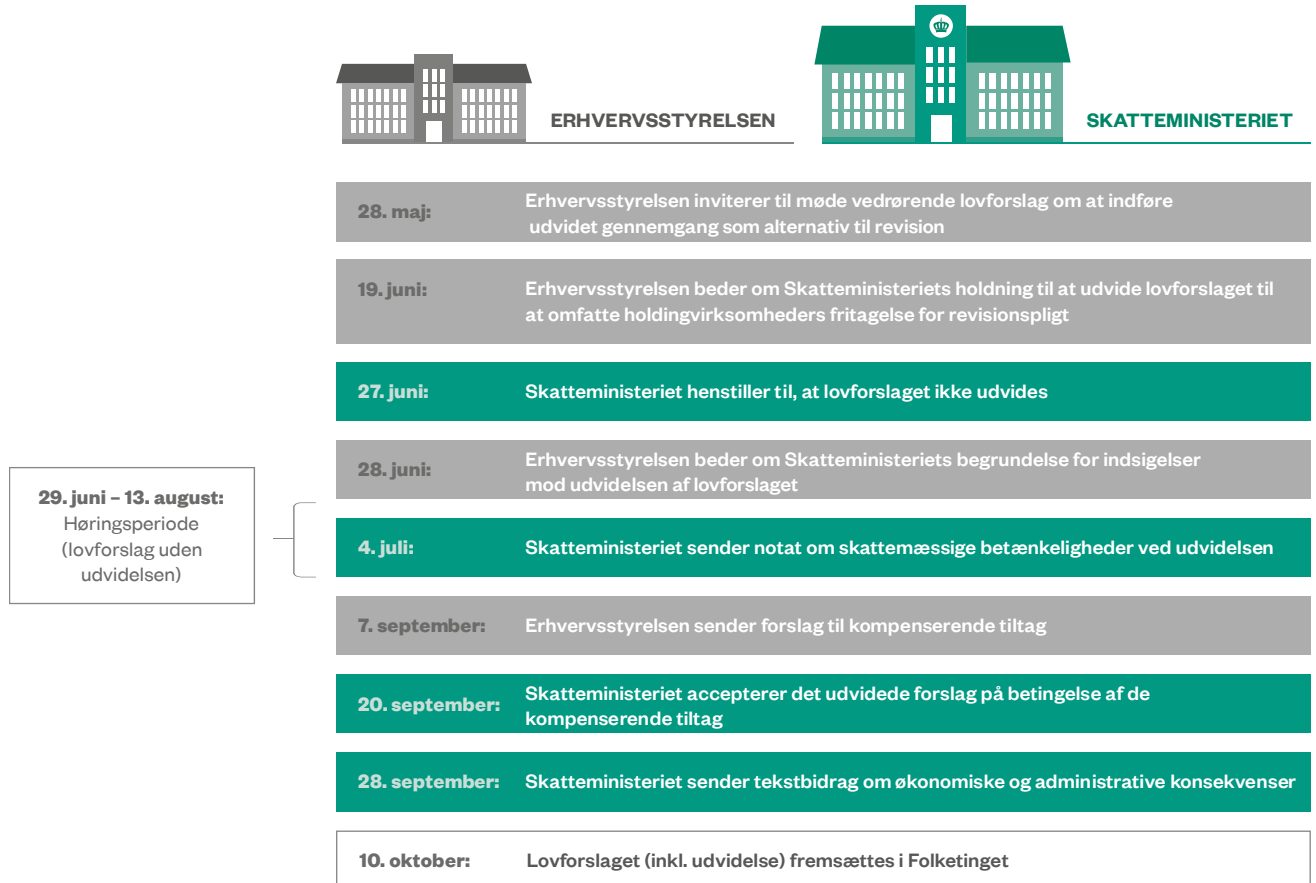 ERHVERVSSTYRELSEN
SKATTEMINISTERIET
28. maj:
Erhvervsstyrelsen inviterer til møde vedrørende lovforslag om at indføre
udvidet gennemgang som alternativ til revision
19. juni:
Erhvervsstyrelsen beder om Skatteministeriets holdning til at udvide lovforslaget til
at omfatte holdingvirksomheders fritagelse for revisionspligt
27. juni:
Skatteministeriet henstiller til, at lovforslaget ikke udvides
28. juni:
Erhvervsstyrelsen beder om Skatteministeriets begrundelse for indsigelser
mod udvidelsen af lovforslaget
29. juni – 13. august:
Høringsperiode
(lovforslag uden
udvidelsen)
4. juli:
Skatteministeriet sender notat om skattemæssige betænkeligheder ved udvidelsen
7. september:
Erhvervsstyrelsen sender forslag til kompenserende tiltag
20. september:
Skatteministeriet accepterer det udvidede forslag på betingelse af de
kompenserende tiltag
28. september:
Skatteministeriet sender tekstbidrag om økonomiske og administrative konsekvenser
10. oktober:
Lovforslaget (inkl. udvidelse) fremsættes i Folketinget